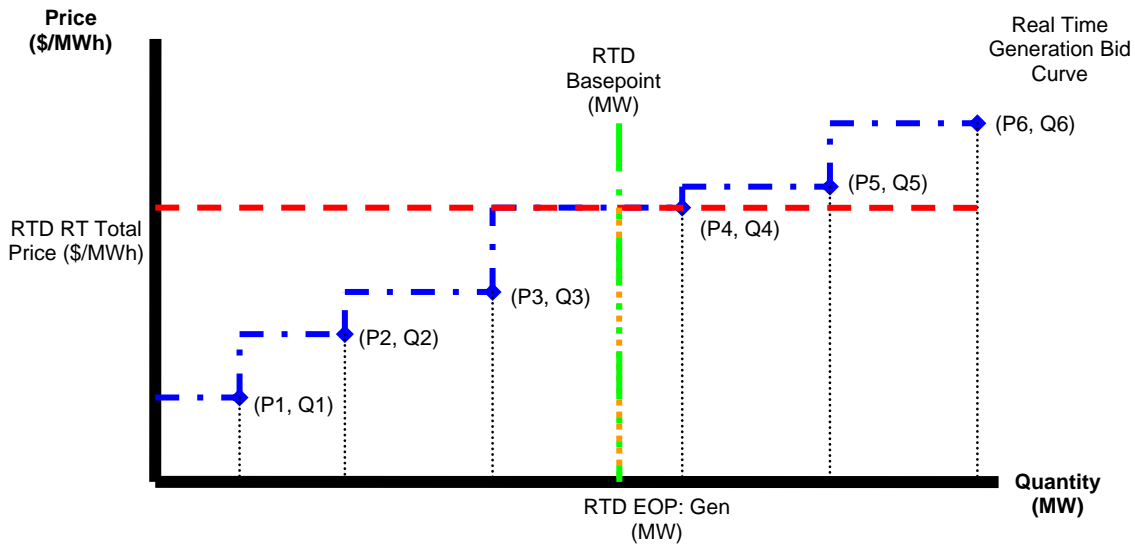 Price
($/MWh)
Real Time
Generation Bid
Curve
RTD
Basepoint
(MW)
(P6, Q6)
(P5, Q5)
RTD RT Total
Price ($/MWh)
(P4, Q4)
(P3, Q3)
(P2, Q2)
(P1, Q1)
Quantity
(MW)
RTD EOP: Gen
(MW)